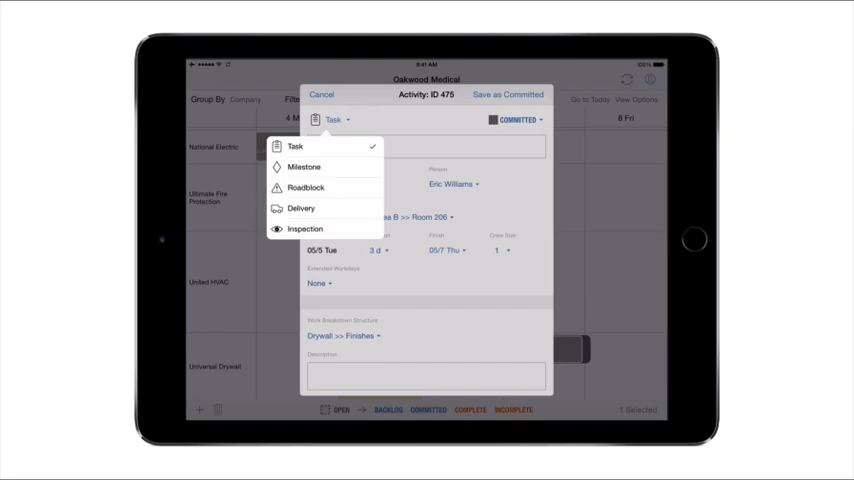 9:41 AM
100%
Oakwood Medical
Group By Company
Filte
Go to Today View Options
4 M
8 Fri
Cancel
Activity: ID 475
Save as Committed
Task
COMMITTED
Task
Milestone
Roadblock
Delivery
Inspection
Person
Eric Williams
ea B >> Room 206
on
Finish
Crew Size
05/5 Tue
3 d
05/7 Thu
1
Extended Workdays
None
Work Breakdown Structure
Drywall >> Finishes
Description
National Electric
Ultimate Fire
Protection
United HVAC
Universal Drywall
OPEN
BACKLOG
COMMITTED
COMPLETE
INCOMPLETE
1 Selected